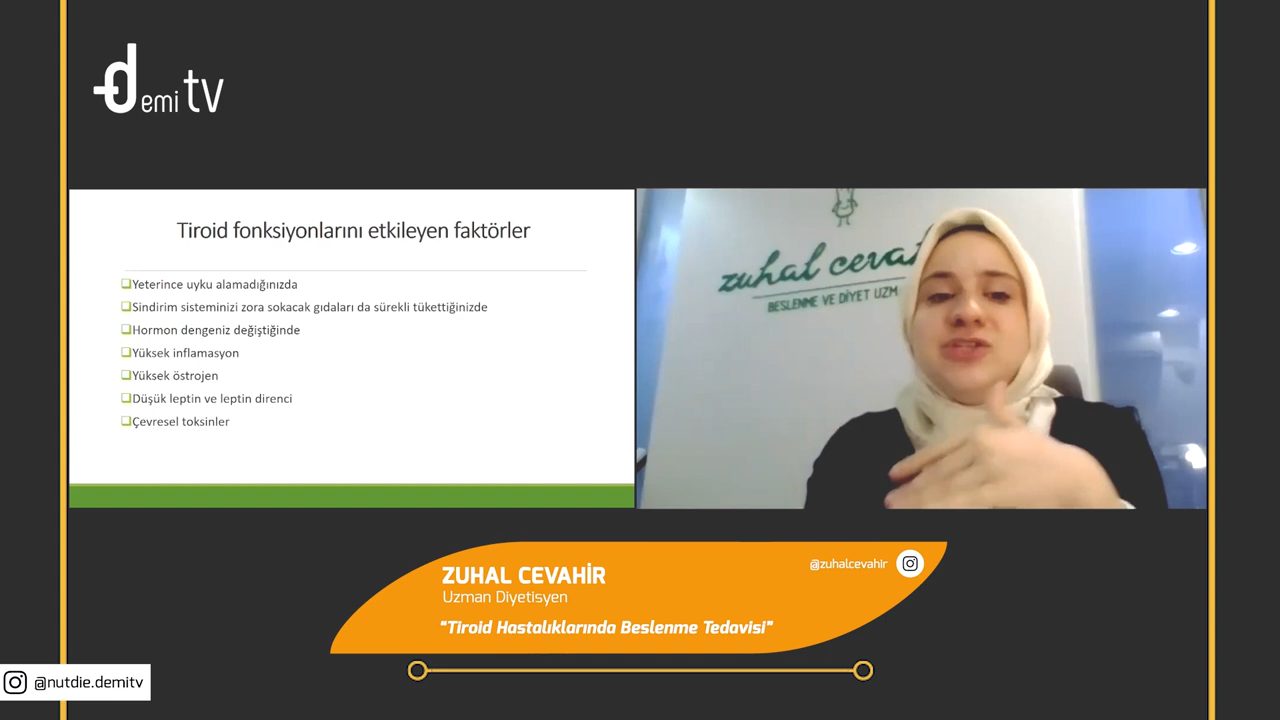 demi tv
Tiroid fonksiyonlarını etkileyen faktörler
Yeterince uyku alamadığınızda
Sindirim sisteminizi zora sokacak gıdaları da sürekli tükettiğinizde
Hormon dengeniz değiştiğinde
Yüksek inflamasyon
Yüksek östrojen
Düşük leptin ve leptin direnci
Çevresel toksinler
zuhal
BESLENME VE DİYET UZM
ZUHAL CEVAHİR
@zuhalcevahir
Uzman Diyetisyen
"Tiroid Hastalıklarında Beslenme Tedavisi"
@nutdie.demitv